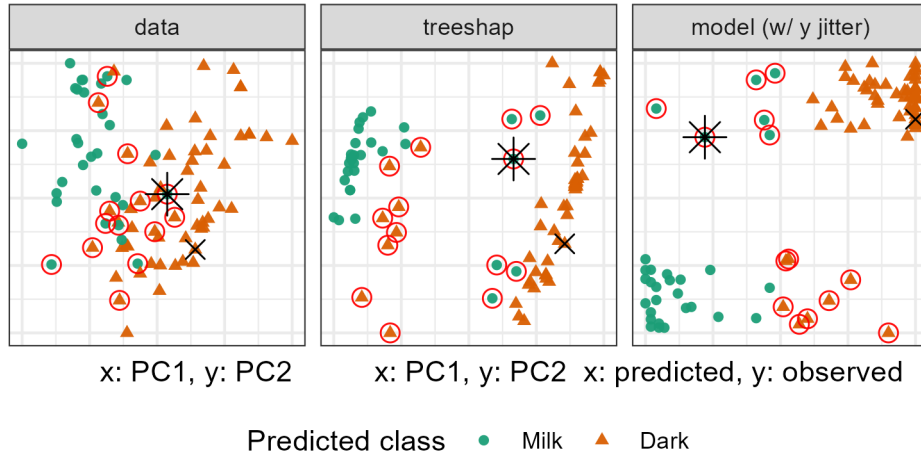 data
treeshap
model (w/ y jitter)
x: PC1, y: PC2
x: PC1, y: PC2
x: predicted, y: observed
Predicted class
Milk
Dark